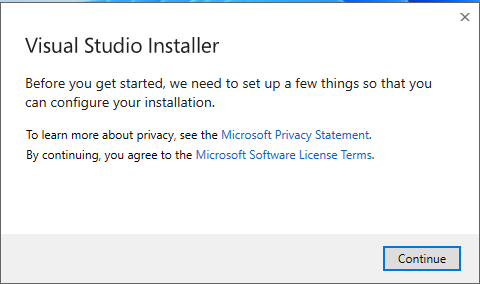 Visual Studio Installer
Before you get started, we need to set up a few things so that you
can configure your installation.
To learn more about privacy, see the Microsoft Privacy Statement.
By continuing, you agree to the Microsoft Software License Terms.
Continue